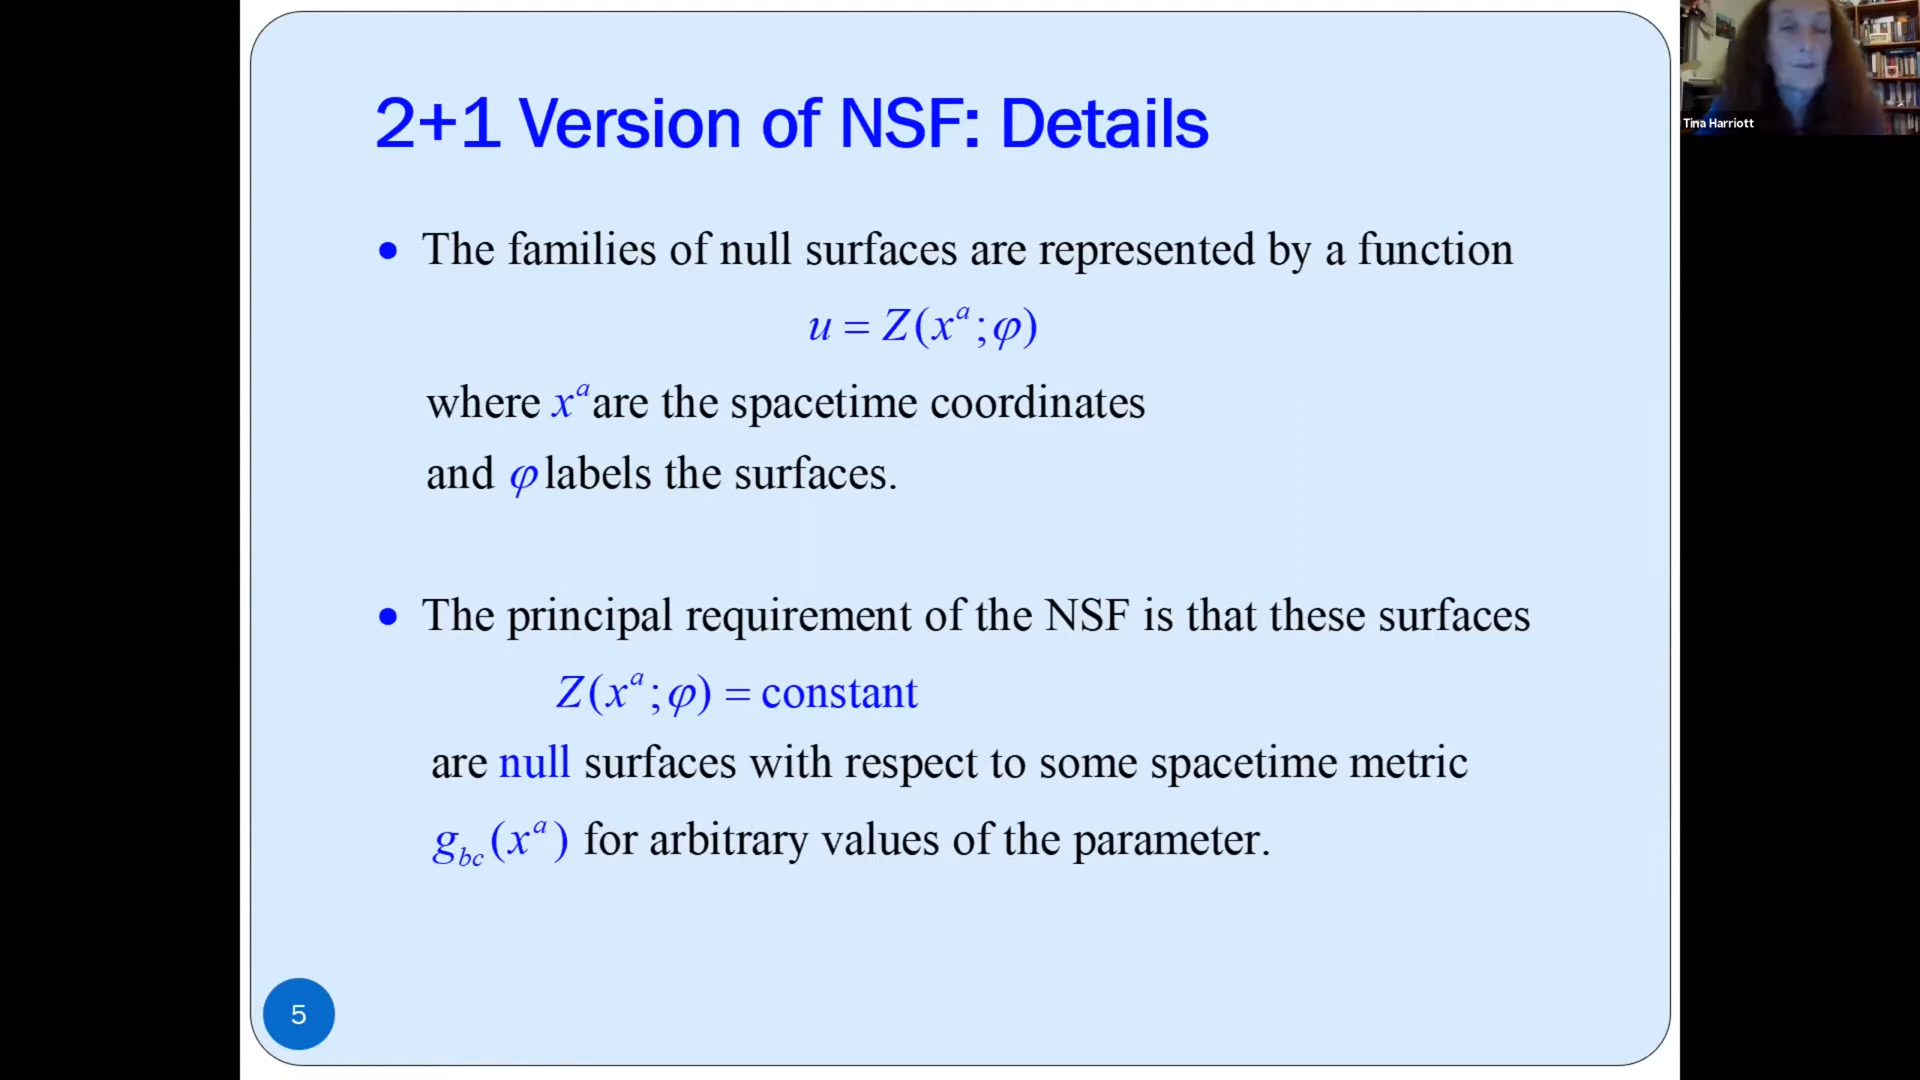 2+1 Version of NSF: Details
• The families of null surfaces are represented by a function
u = Z(xᵃ;φ)
where xᵃ are the spacetime coordinates
and φ labels the surfaces.
• The principal requirement of the NSF is that these surfaces
Z(xᵃ;φ) = constant
are null surfaces with respect to some spacetime metric
g_bc(xᵃ) for arbitrary values of the parameter.
5
Tina Harriott